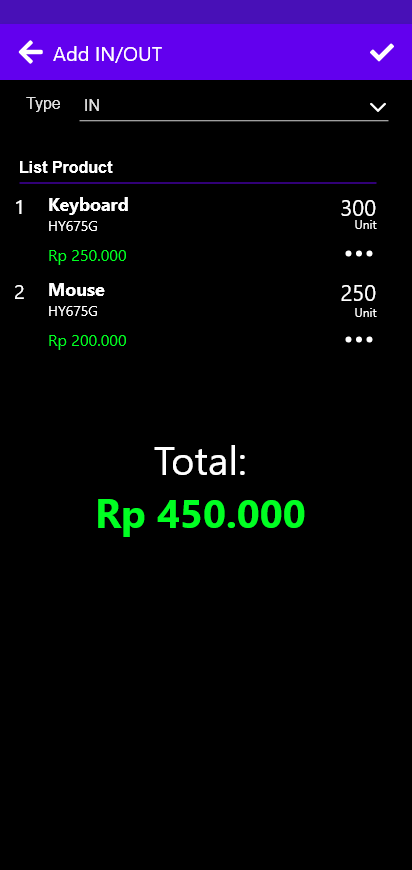 Add IN/OUT
Type IN
List Product
1 Keyboard 300
HY675G Unit
Rp 250.000
2 Mouse 250
HY675G Unit
Rp 200.000
Total:
Rp 450.000